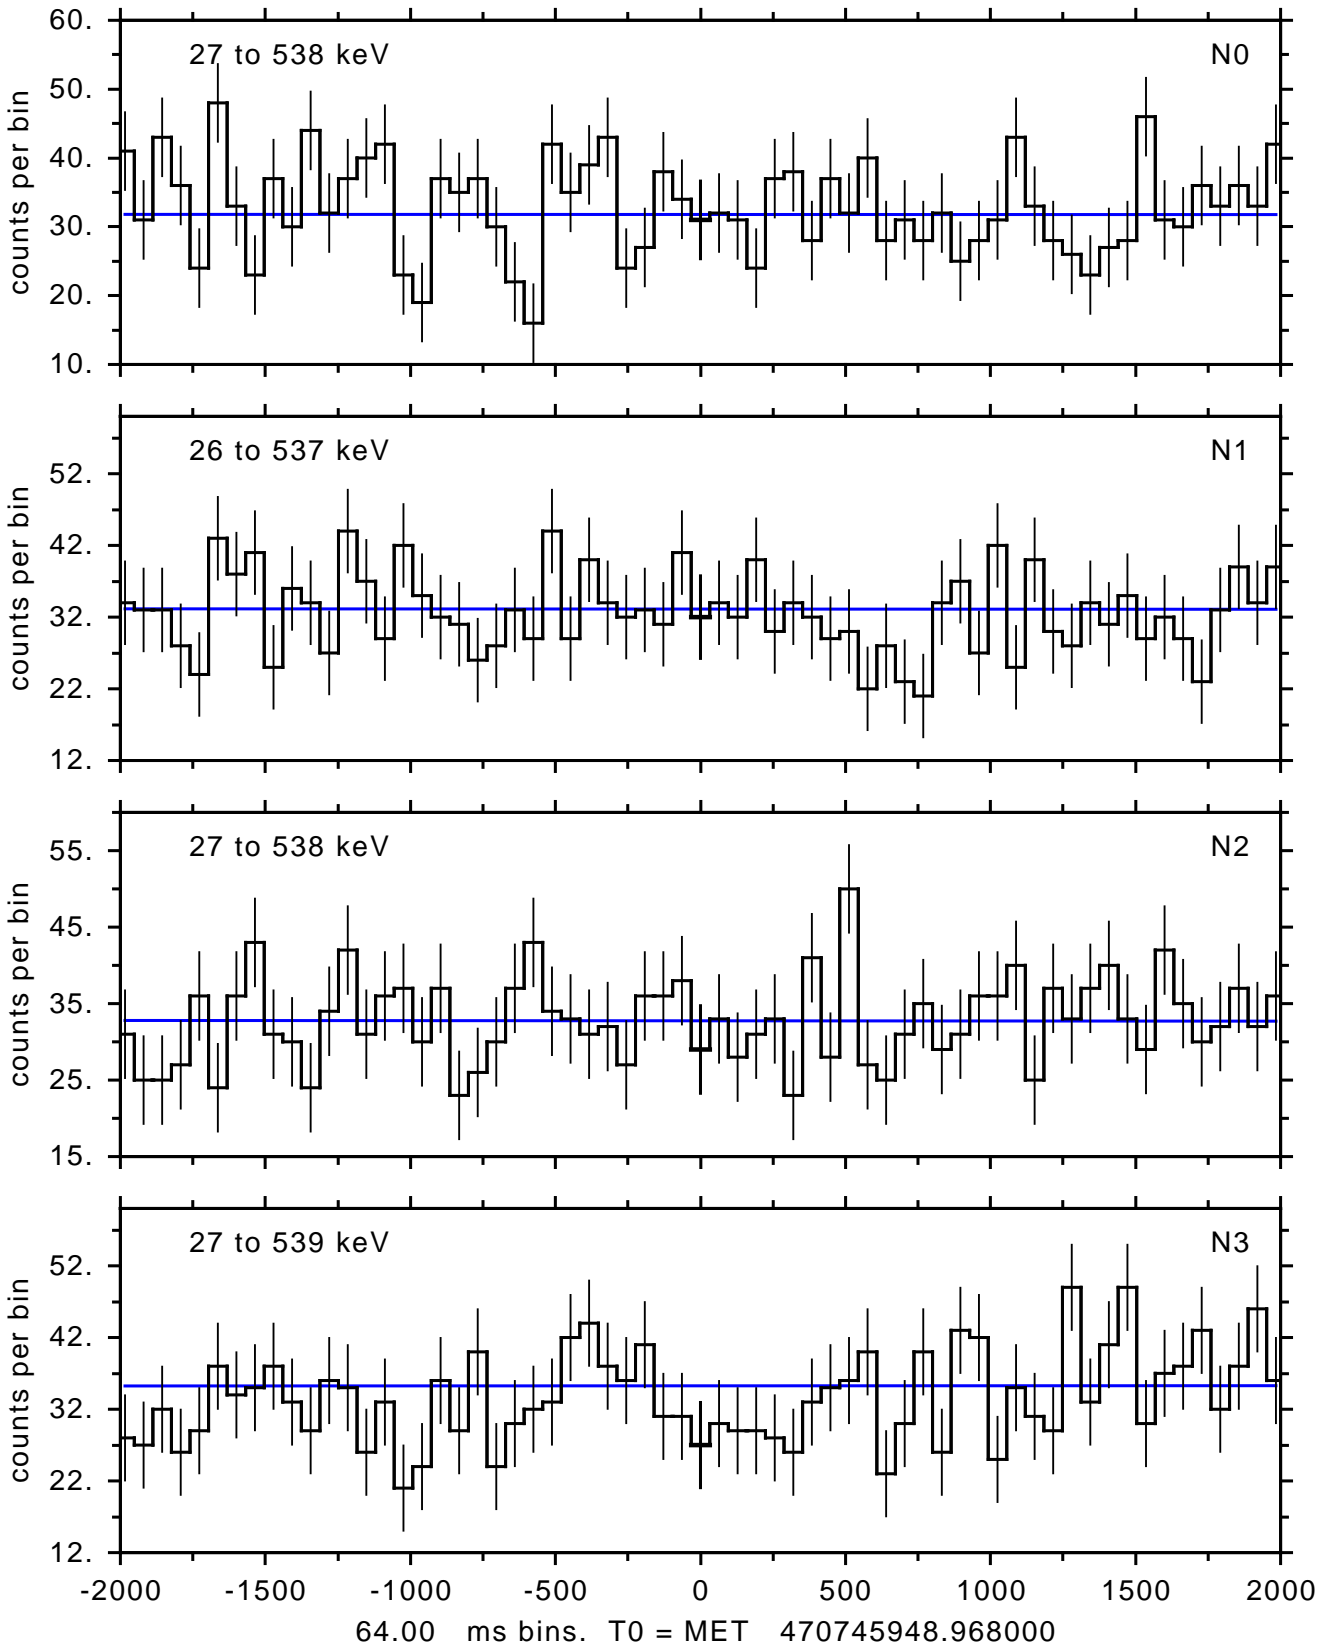 60.
27 to 538 keV N0
50.
40.
30.
20.
10.
counts per bin
26 to 537 keV N1
52.
42.
32.
22.
12.
counts per bin
27 to 538 keV N2
55.
45.
35.
25.
15.
counts per bin
27 to 539 keV N3
52.
42.
32.
22.
12.
counts per bin
-2000 -1500 -1000 -500 0 500 1000 1500 2000
64.00 ms bins. T0 = MET 470745948.968000